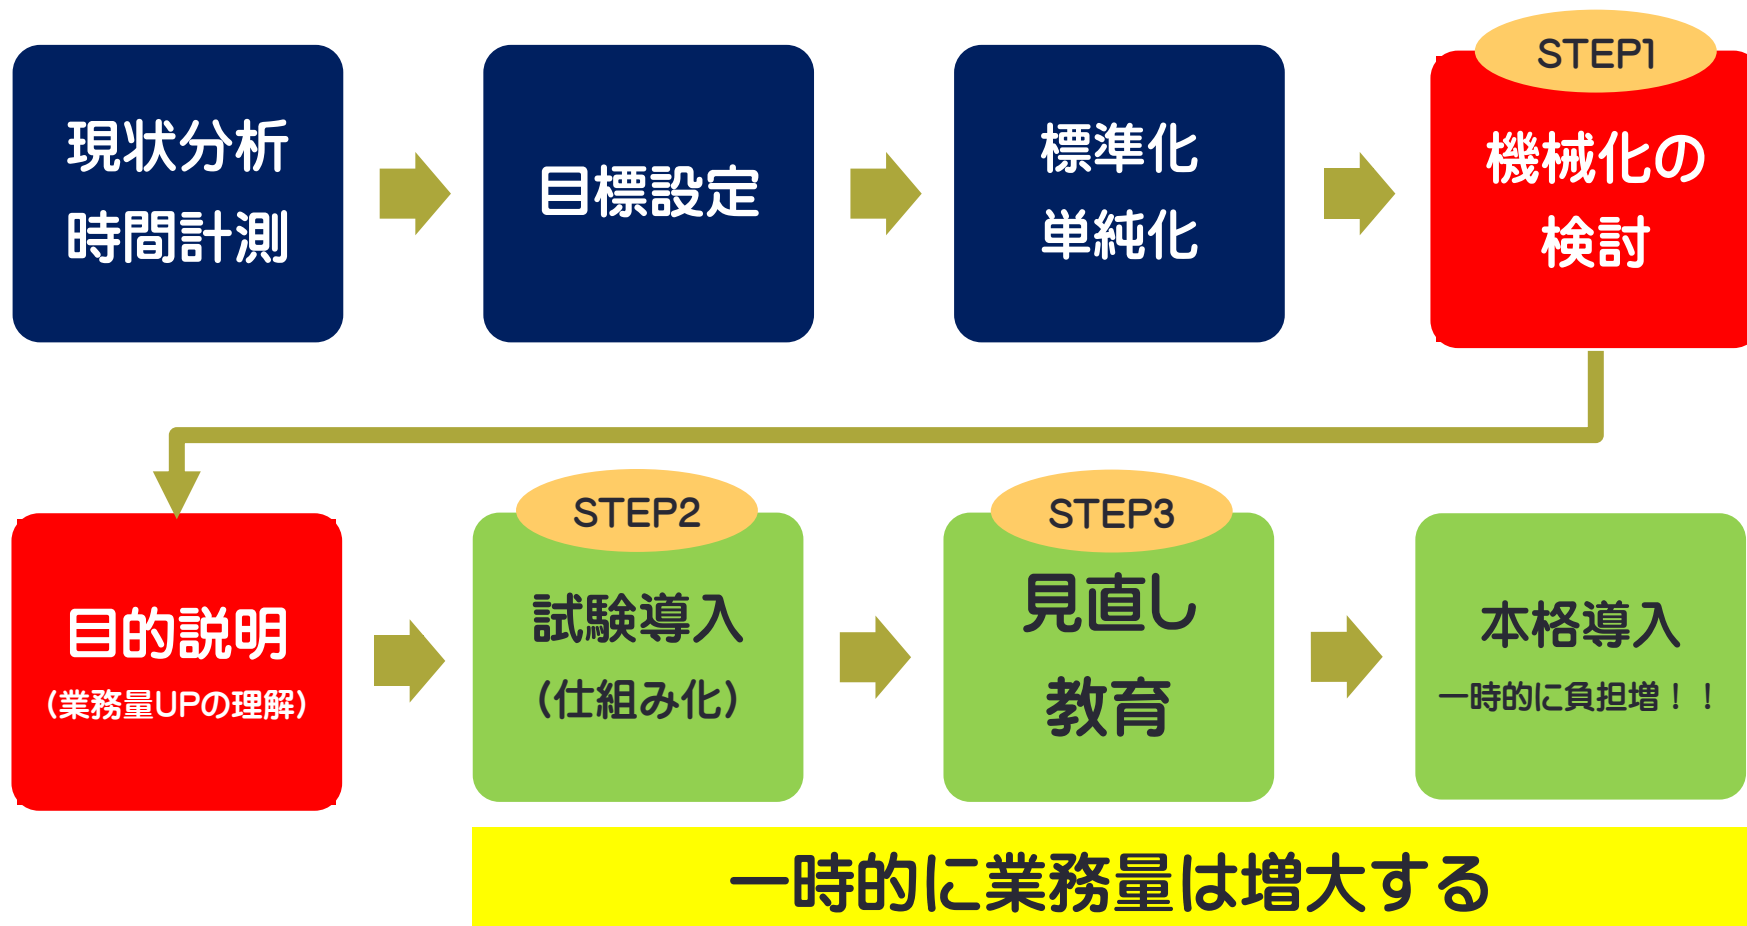 現状分析
時間計測
目標設定
標準化
単純化
STEP1
機械化の
検討
目的説明
（業務量UPの理解）
STEP2
試験導入
（仕組み化）
STEP3
見直し
教育
本格導入
一時的に負担増！！
一時的に業務量は増大する